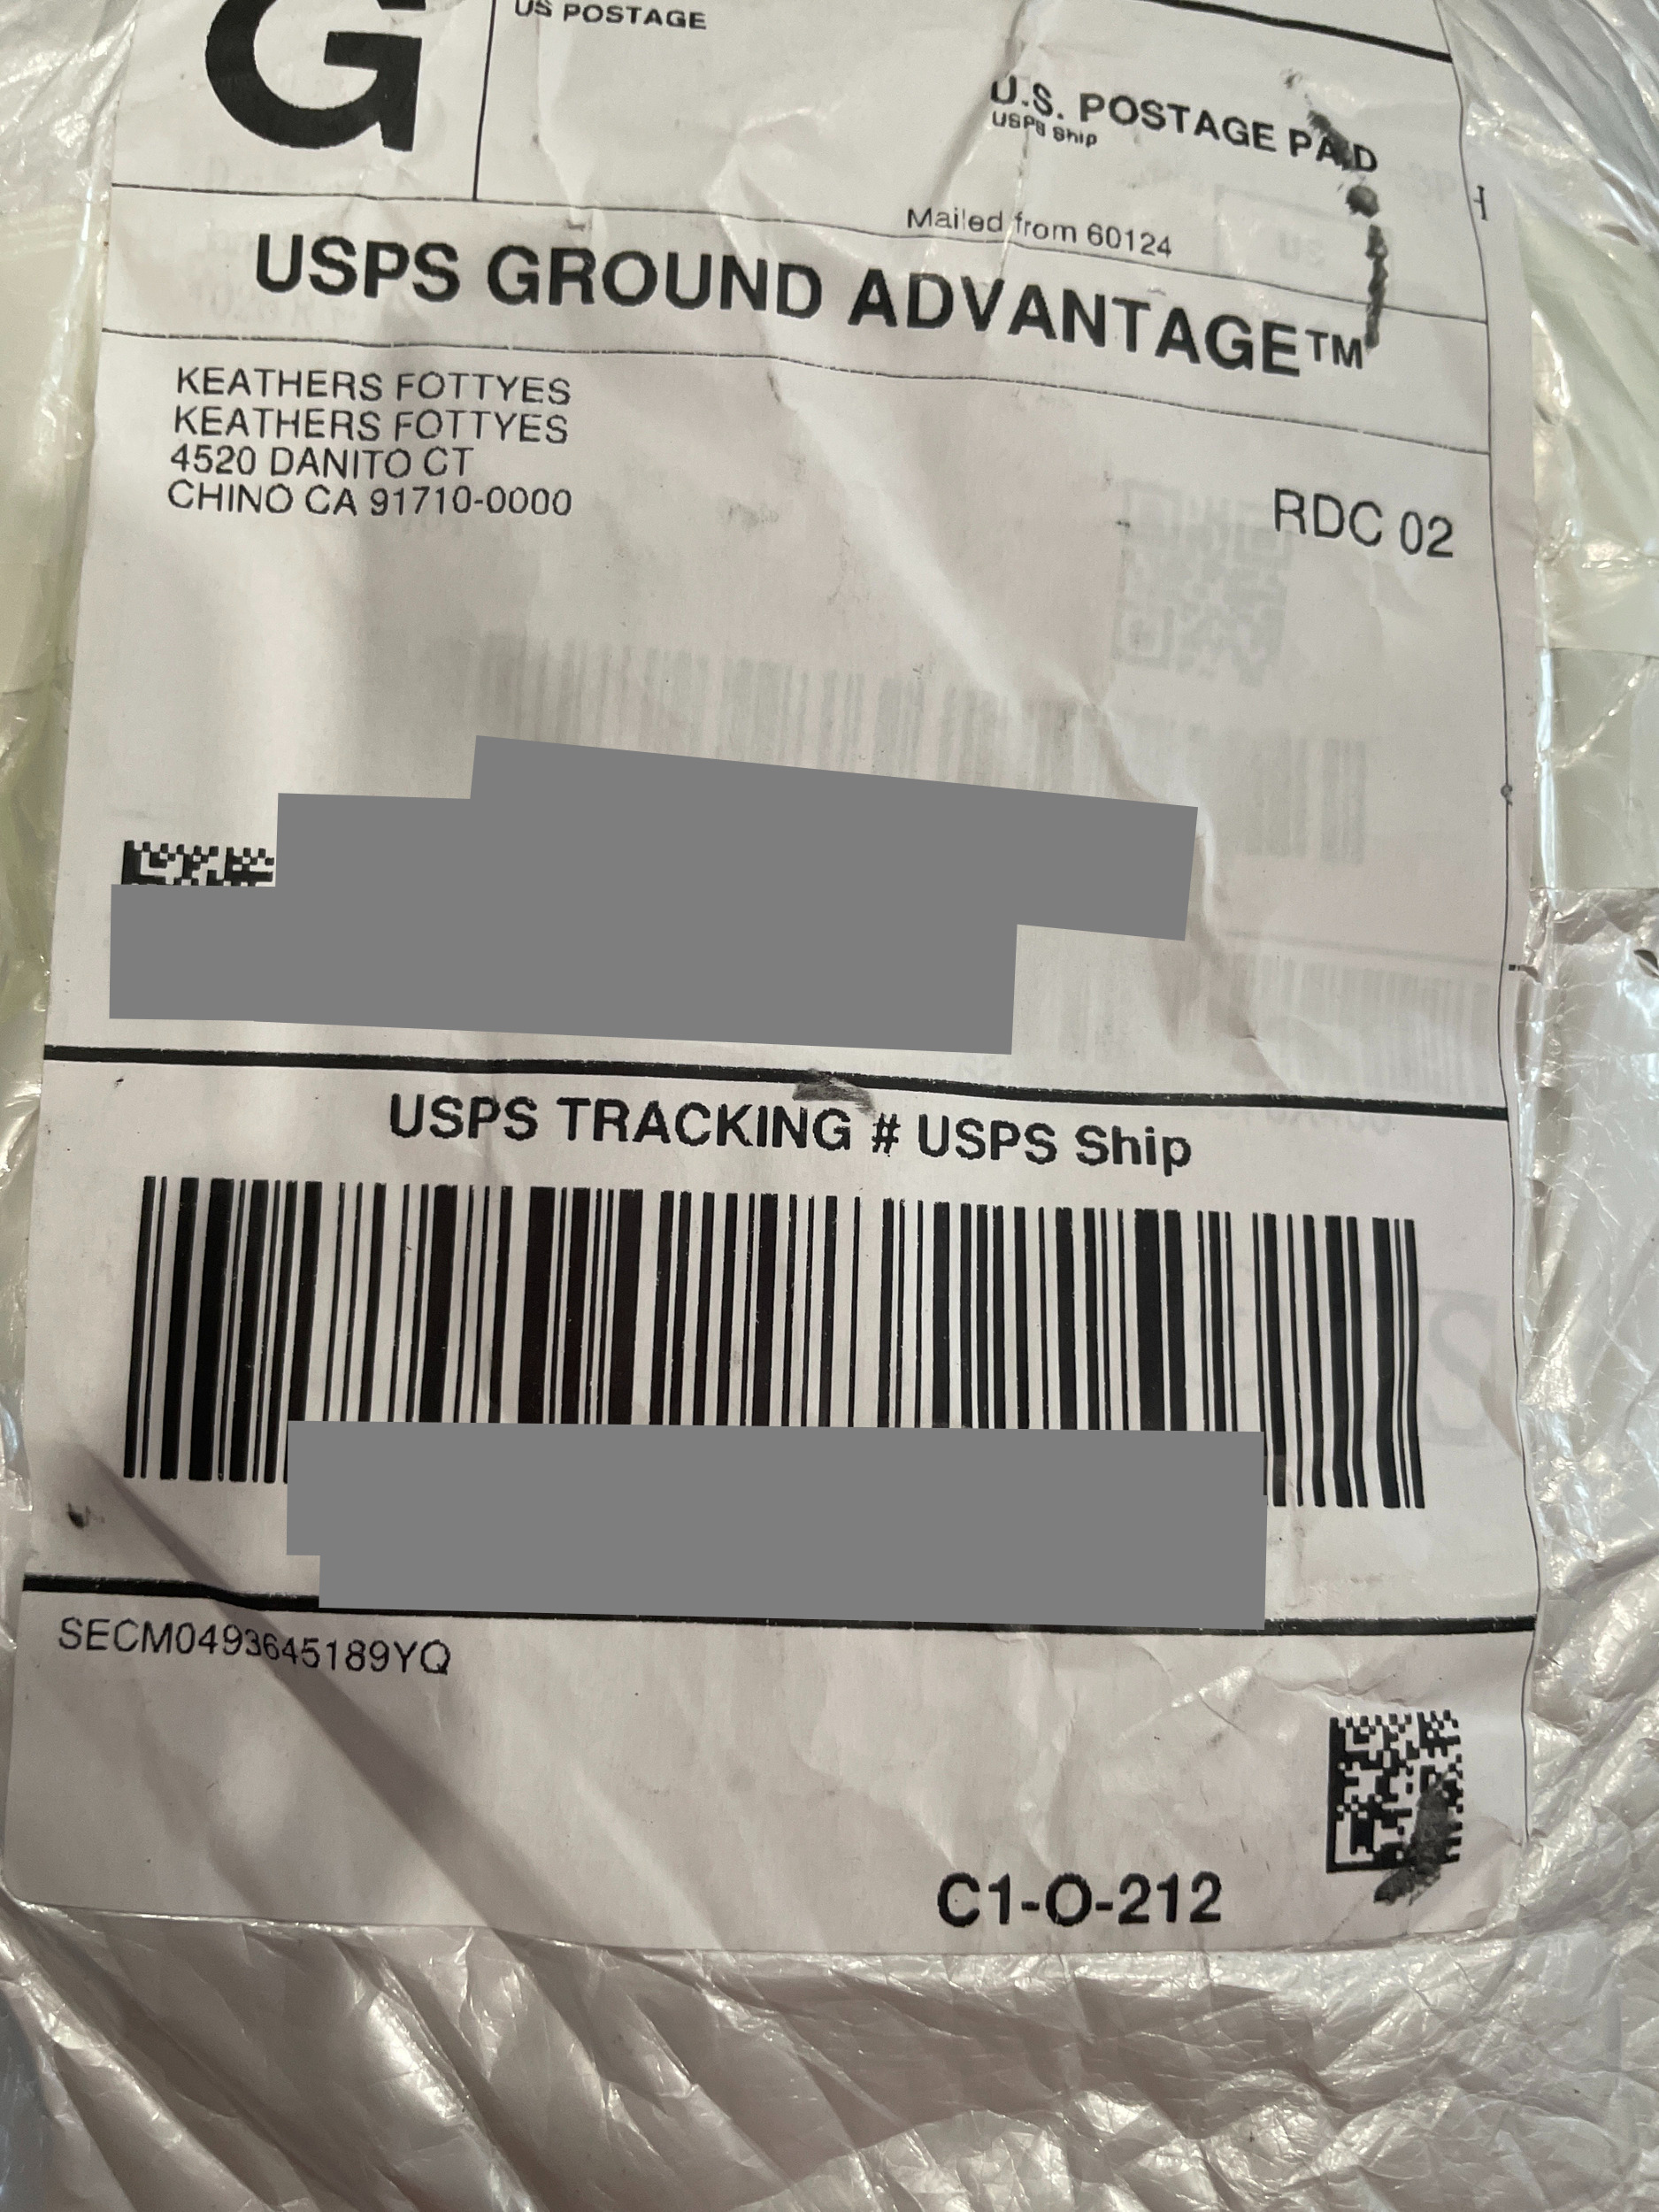 G
US POSTAGE
U.S. POSTAGE PAID
USPS Ship
Mailed from 60124
USPS GROUND ADVANTAGE™
KEATHERS FOTTYES
KEATHERS FOTTYES
4520 DANITO CT
CHINO CA 91710-0000
RDC 02
USPS TRACKING # USPS Ship
SECM0493645189YQ
C1-O-212